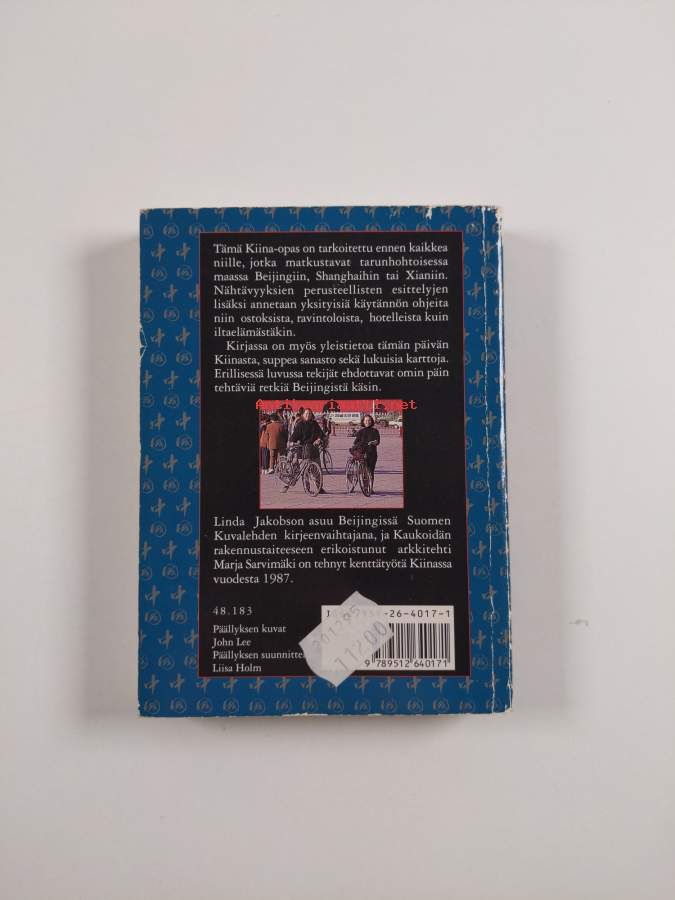 Tämä Kiina-opas on tarkoitettu ennen kaikkea
niille, jotka matkustavat tarunhohtoisessa
maassa Beijingiin, Shanghaihin tai Xianiin.
Nähtävyyksien perusteellisten esittelyjen
lisäksi annetaan yksityisiä käytännön ohjeita
niin ostoksista, ravintoloista, hotelleista kuin
iltaelämästäkin.
Kirjassa on myös yleistietoa tämän päivän
Kiinasta, suppea sanasto sekä lukuisia karttoja.
Erillisessä luvussa tekijät ehdottavat omin päin
tehtäviä retkiä Beijingistä käsin.
Antikvariaatti.net
Linda Jakobson asuu Beijingissä Suomen
Kuvalehden kirjeenvaihtajana, ja Kaukoidän
rakennustaiteeseen erikoistunut arkkitehti
Marja Sarvimäki on tehnyt kenttätyötä Kiinassa
vuodesta 1987.
48.183
Päällyksen kuvat
John Lee
Päällyksen suunnittel
Liisa Holm
-26-4017-1
9 789512 640171